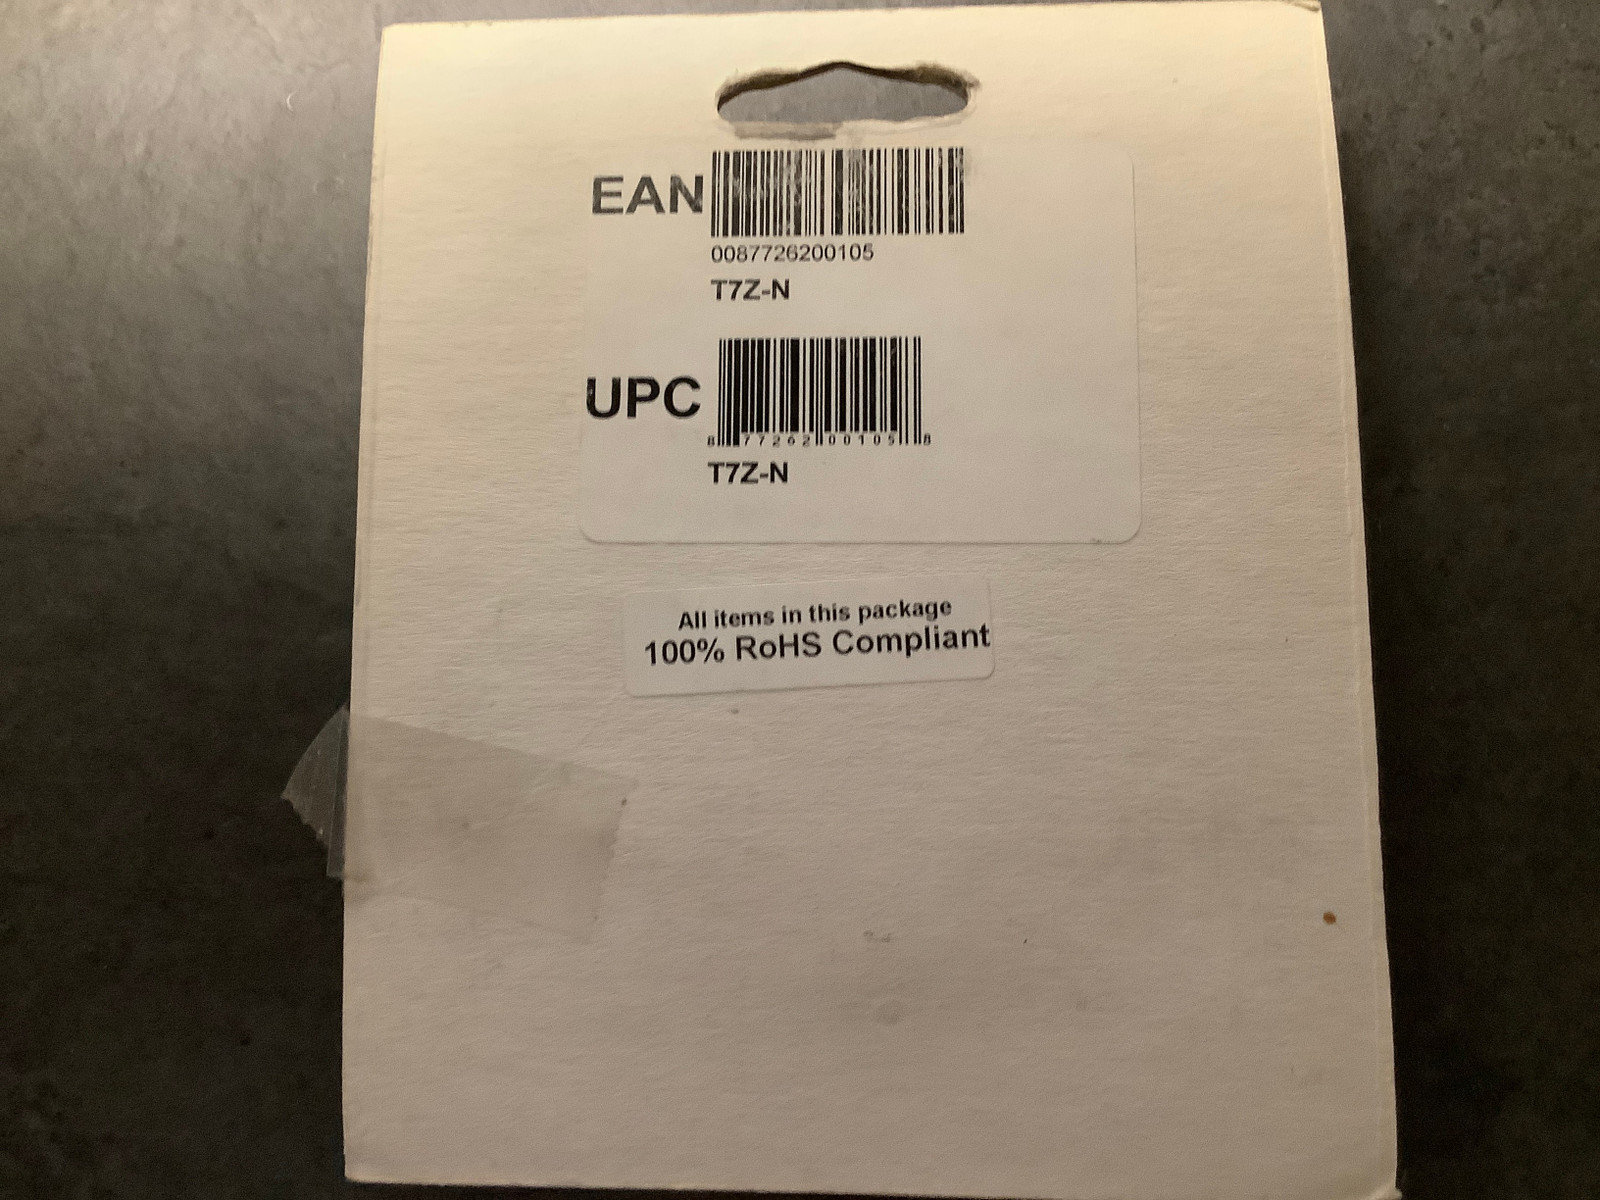 EAN
0087726200105
T7Z-N
UPC
8 77262 00105 8
T7Z-N
All items in this package
100% RoHS Compliant